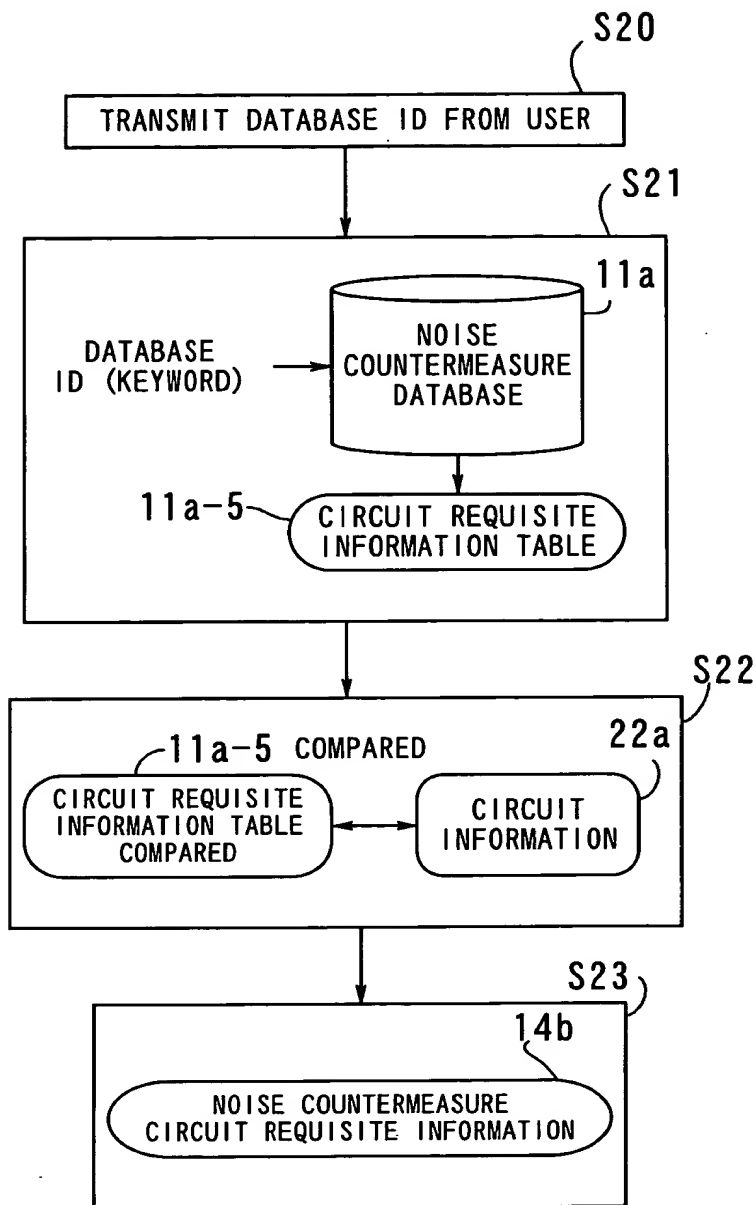 S20
TRANSMIT DATABASE ID FROM USER
S21
11a
NOISE
COUNTERMEASURE
DATABASE
DATABASE
ID (KEYWORD)
11a-5
CIRCUIT REQUISITE
INFORMATION TABLE
S22
11a-5 COMPARED
22a
CIRCUIT REQUISITE
INFORMATION TABLE
COMPARED
CIRCUIT
INFORMATION
S23
14b
NOISE COUNTERMEASURE
CIRCUIT REQUISITE INFORMATION